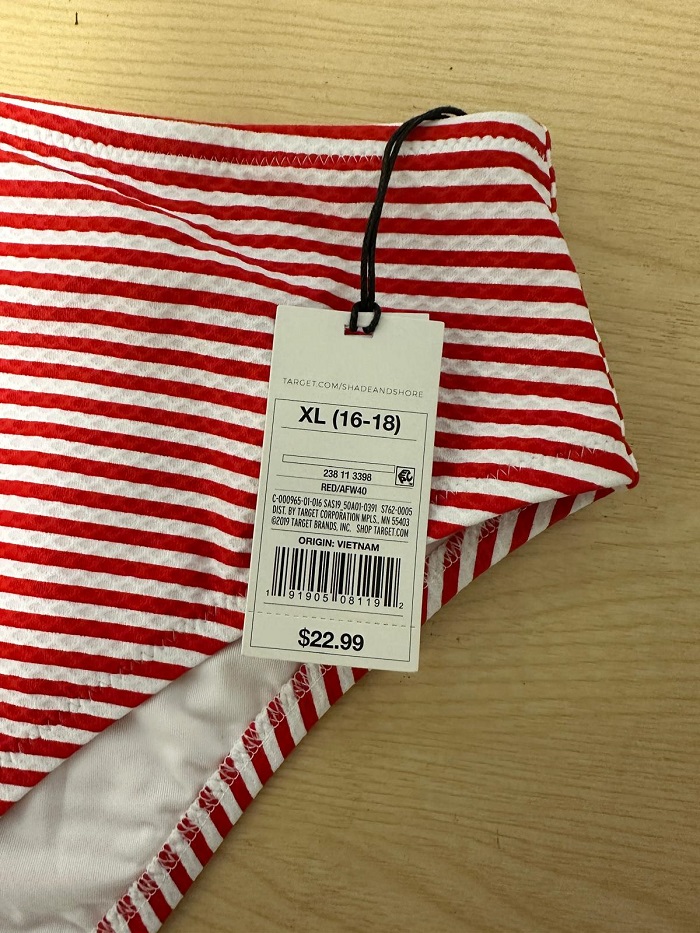 TARGET.COM/SHADEANDSHORE
XL (16-18)
238 11 3398
RED/AFW40
C-000965-01-016 SAS19_50A01-0391 S762-0005
DIST. BY TARGET CORPORATION MPLS., MN 55403
©2019 TARGET BRANDS, INC. SHOP TARGET.COM
ORIGIN: VIETNAM
1 91905 08119 2
$22.99